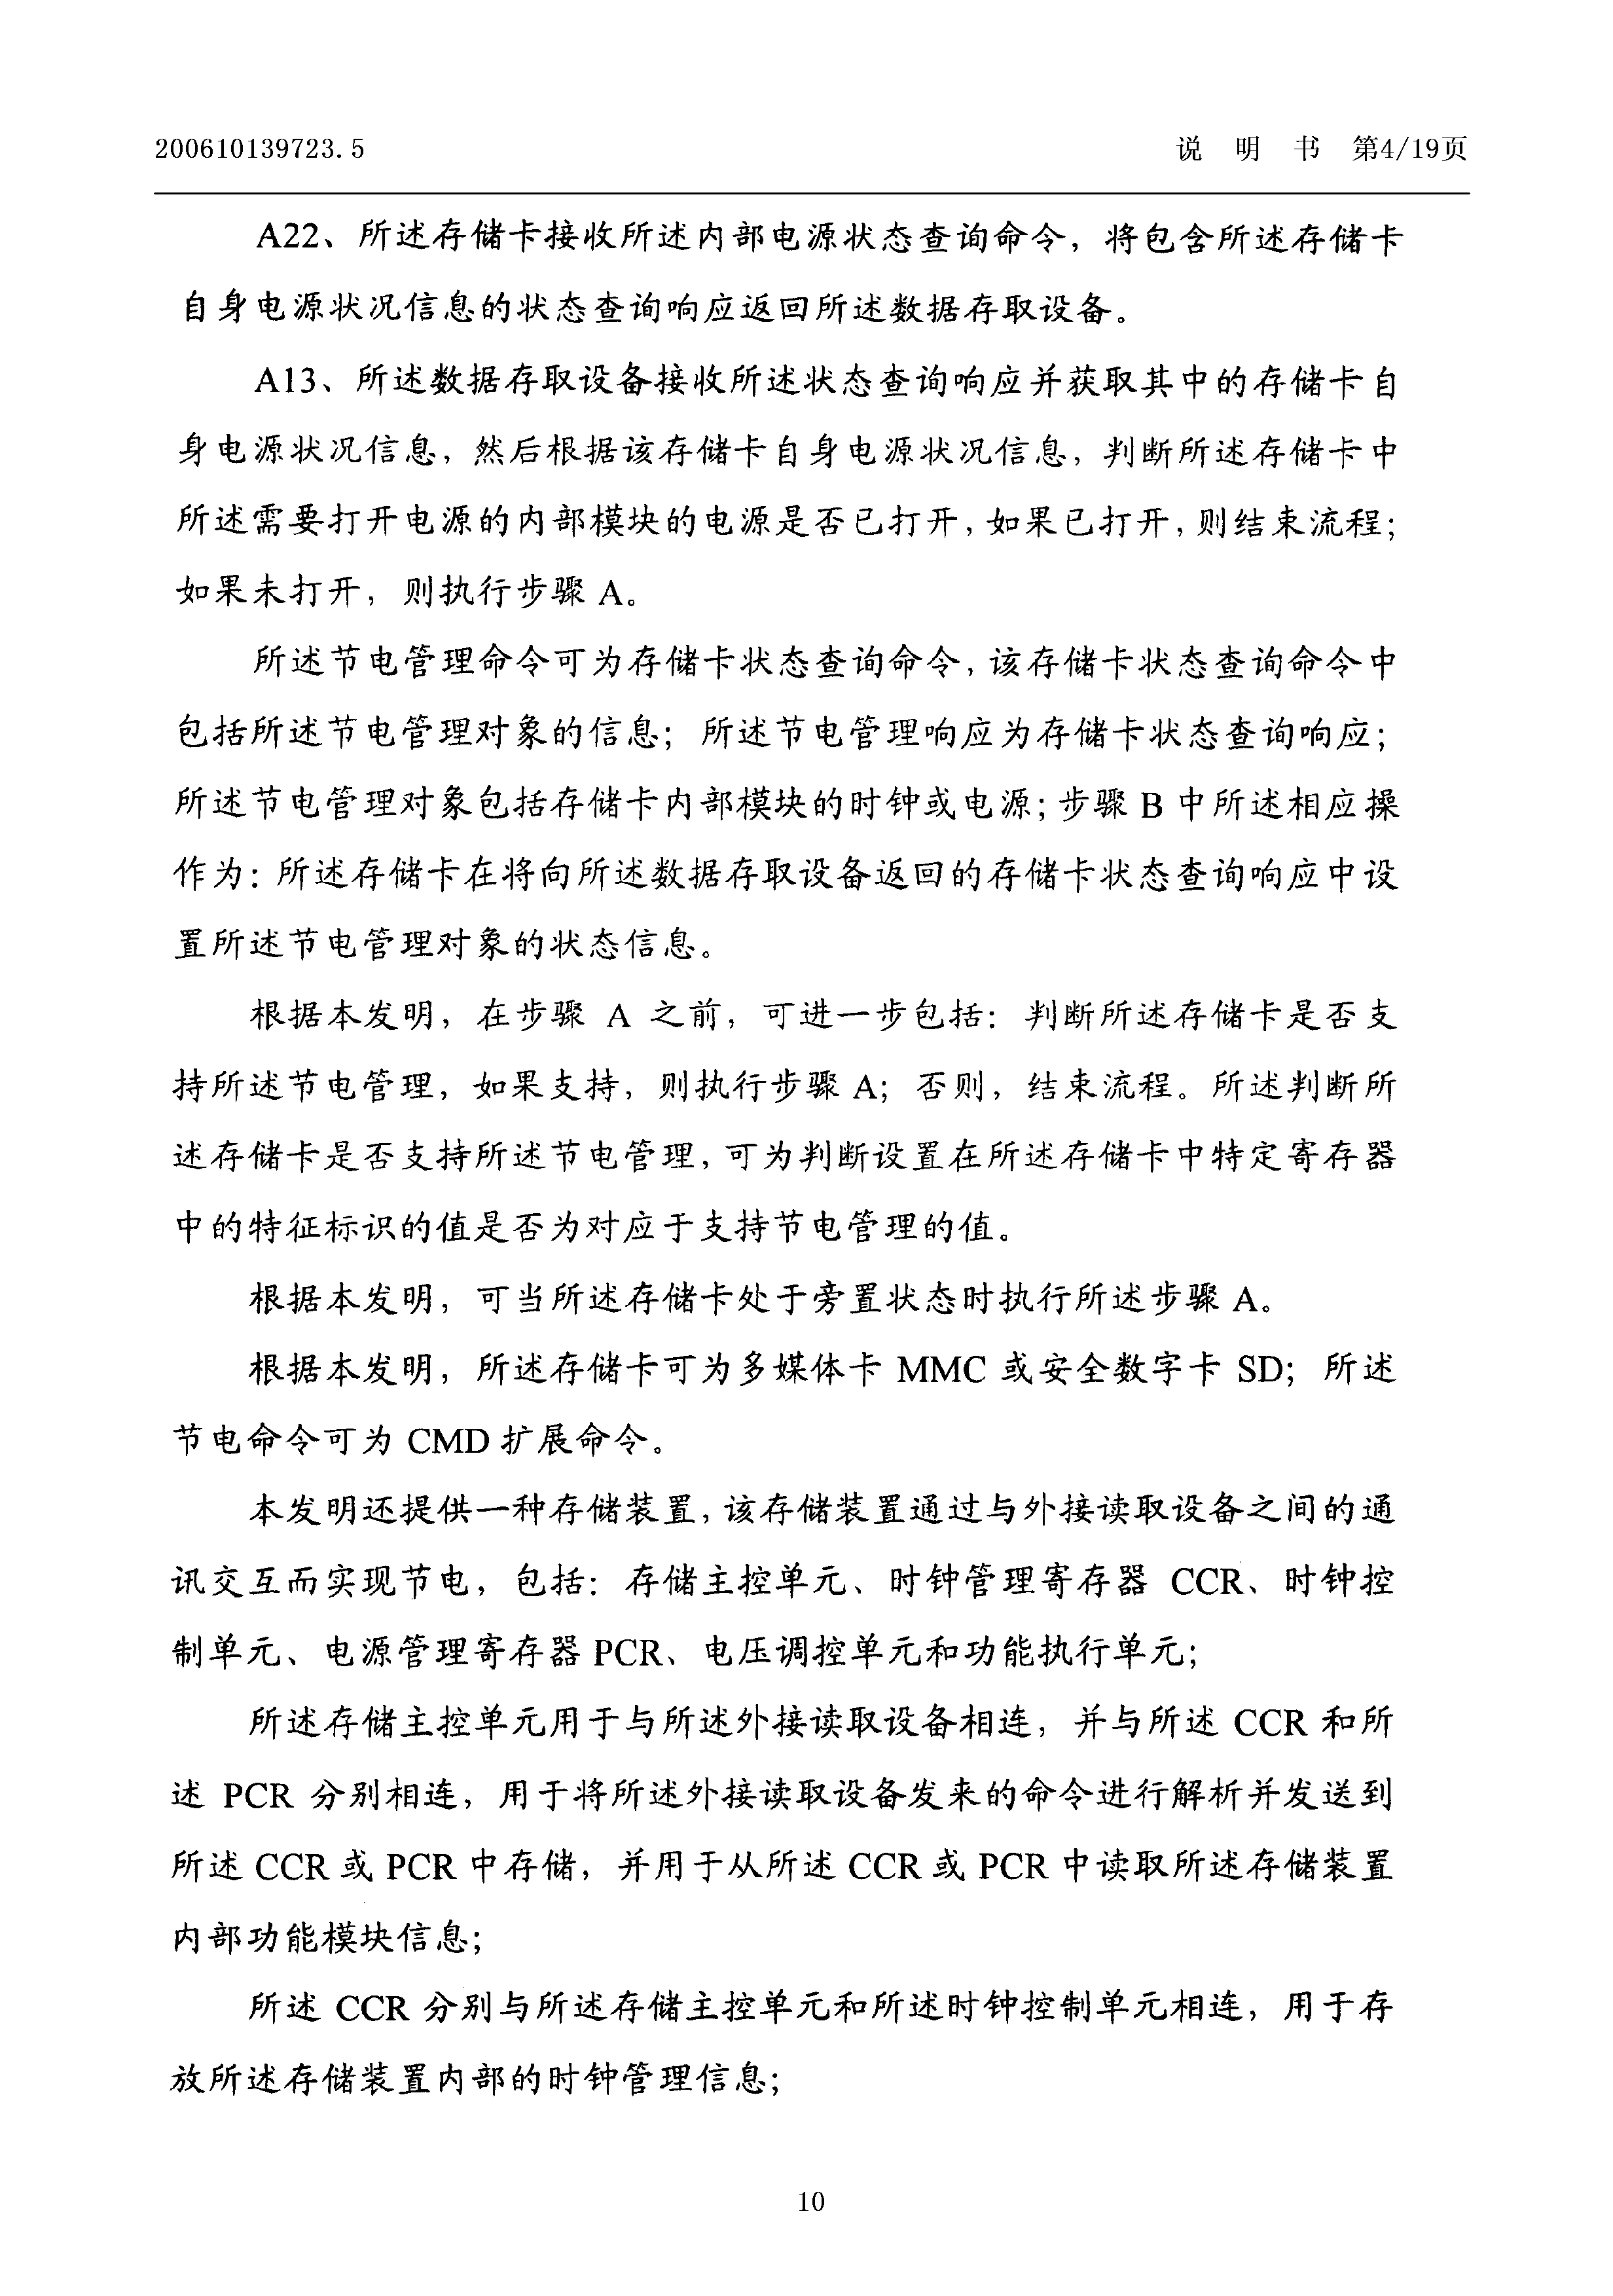 200610139723.5 说 明 书 第4/19页
A22、所述存储卡接收所述内部电源状态查询命令，将包含所述存储卡
自身电源状况信息的状态查询响应返回所述数据存取设备。
A13、所述数据存取设备接收所述状态查询响应并获取其中的存储卡自
身电源状况信息，然后根据该存储卡自身电源状况信息，判断所述存储卡中
所述需要打开电源的内部模块的电源是否已打开，如果已打开，则结束流程；
如果未打开，则执行步骤 A。
所述节电管理命令可为存储卡状态查询命令，该存储卡状态查询命令中
包括所述节电管理对象的信息；所述节电管理响应为存储卡状态查询响应；
所述节电管理对象包括存储卡内部模块的时钟或电源；步骤 B 中所述相应操
作为：所述存储卡在将向所述数据存取设备返回的存储卡状态查询响应中设
置所述节电管理对象的状态信息。
根据本发明，在步骤 A 之前，可进一步包括：判断所述存储卡是否支
持所述节电管理，如果支持，则执行步骤 A；否则，结束流程。所述判断所
述存储卡是否支持所述节电管理，可为判断设置在所述存储卡中特定寄存器
中的特征标识的值是否为对应于支持节电管理的值。
根据本发明，可当所述存储卡处于旁置状态时执行所述步骤 A。
根据本发明，所述存储卡可为多媒体卡 MMC 或安全数字卡 SD；所述
节电命令可为 CMD 扩展命令。
本发明还提供一种存储装置，该存储装置通过与外接读取设备之间的通
讯交互而实现节电，包括：存储主控单元、时钟管理寄存器 CCR、时钟控
制单元、电源管理寄存器 PCR、电压调控单元和功能执行单元；
所述存储主控单元用于与所述外接读取设备相连，并与所述 CCR 和所
述 PCR 分别相连，用于将所述外接读取设备发来的命令进行解析并发送到
所述 CCR 或 PCR 中存储，并用于从所述 CCR 或 PCR 中读取所述存储装置
内部功能模块信息；
所述 CCR 分别与所述存储主控单元和所述时钟控制单元相连，用于存
放所述存储装置内部的时钟管理信息；
10